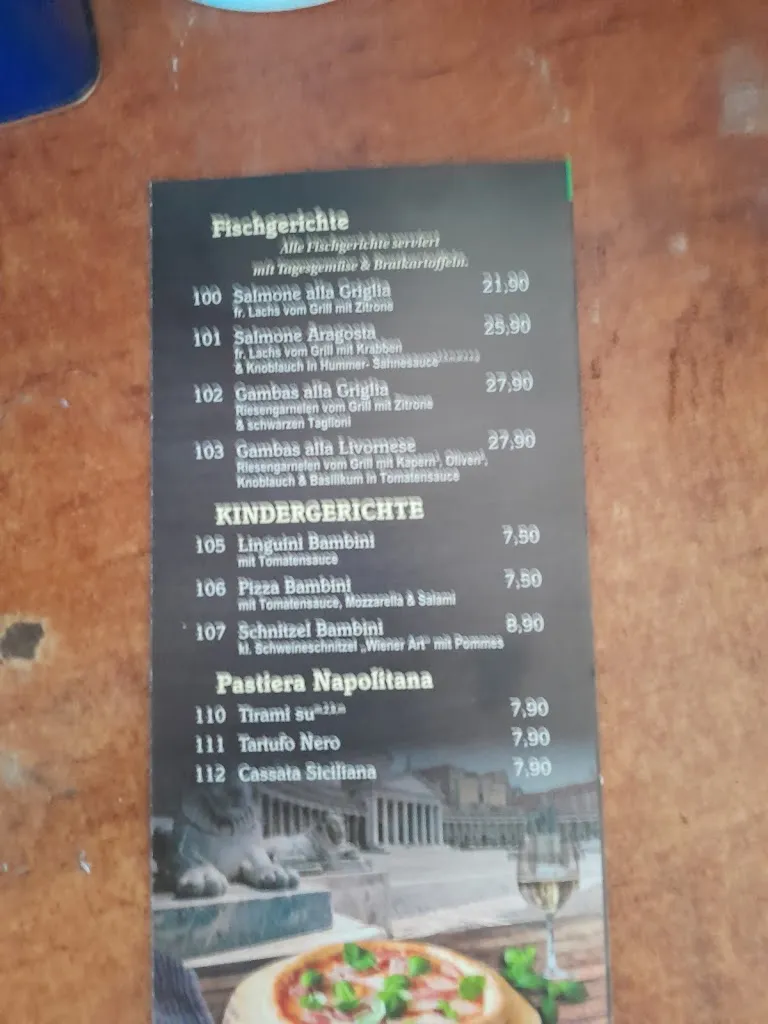 Fischgerichte
Alle Fischgerichte serviert
mit Tagesgemüse & Bratkartoffeln.
100 Salmone alla Griglia 21,90
fr. Lachs vom Grill mit Zitrone
101 Salmone Aragosta 25,90
fr. Lachs vom Grill mit Krabben
& Knoblauch in Hummer- Sahnesauce
102 Gambas alla Griglia 27,90
Riesengarnelen vom Grill mit Zitrone
& schwarzen Taglioni
103 Gambas alla Livornese 27,90
Riesengarnelen vom Grill mit Kapern, Oliven,
Knoblauch & Basilikum in Tomatensauce
KINDERGERICHTE
105 Linguini Bambini 7,50
mit Tomatensauce
106 Pizza Bambini 7,50
mit Tomatensauce, Mozzarella & Salami
107 Schnitzel Bambini 8,90
kl. Schweineschnitzel „Wiener Art" mit Pommes
Pastiera Napolitana
110 Tirami su 7,90
111 Tartufo Nero 7,90
112 Cassata Siciliana 7,90